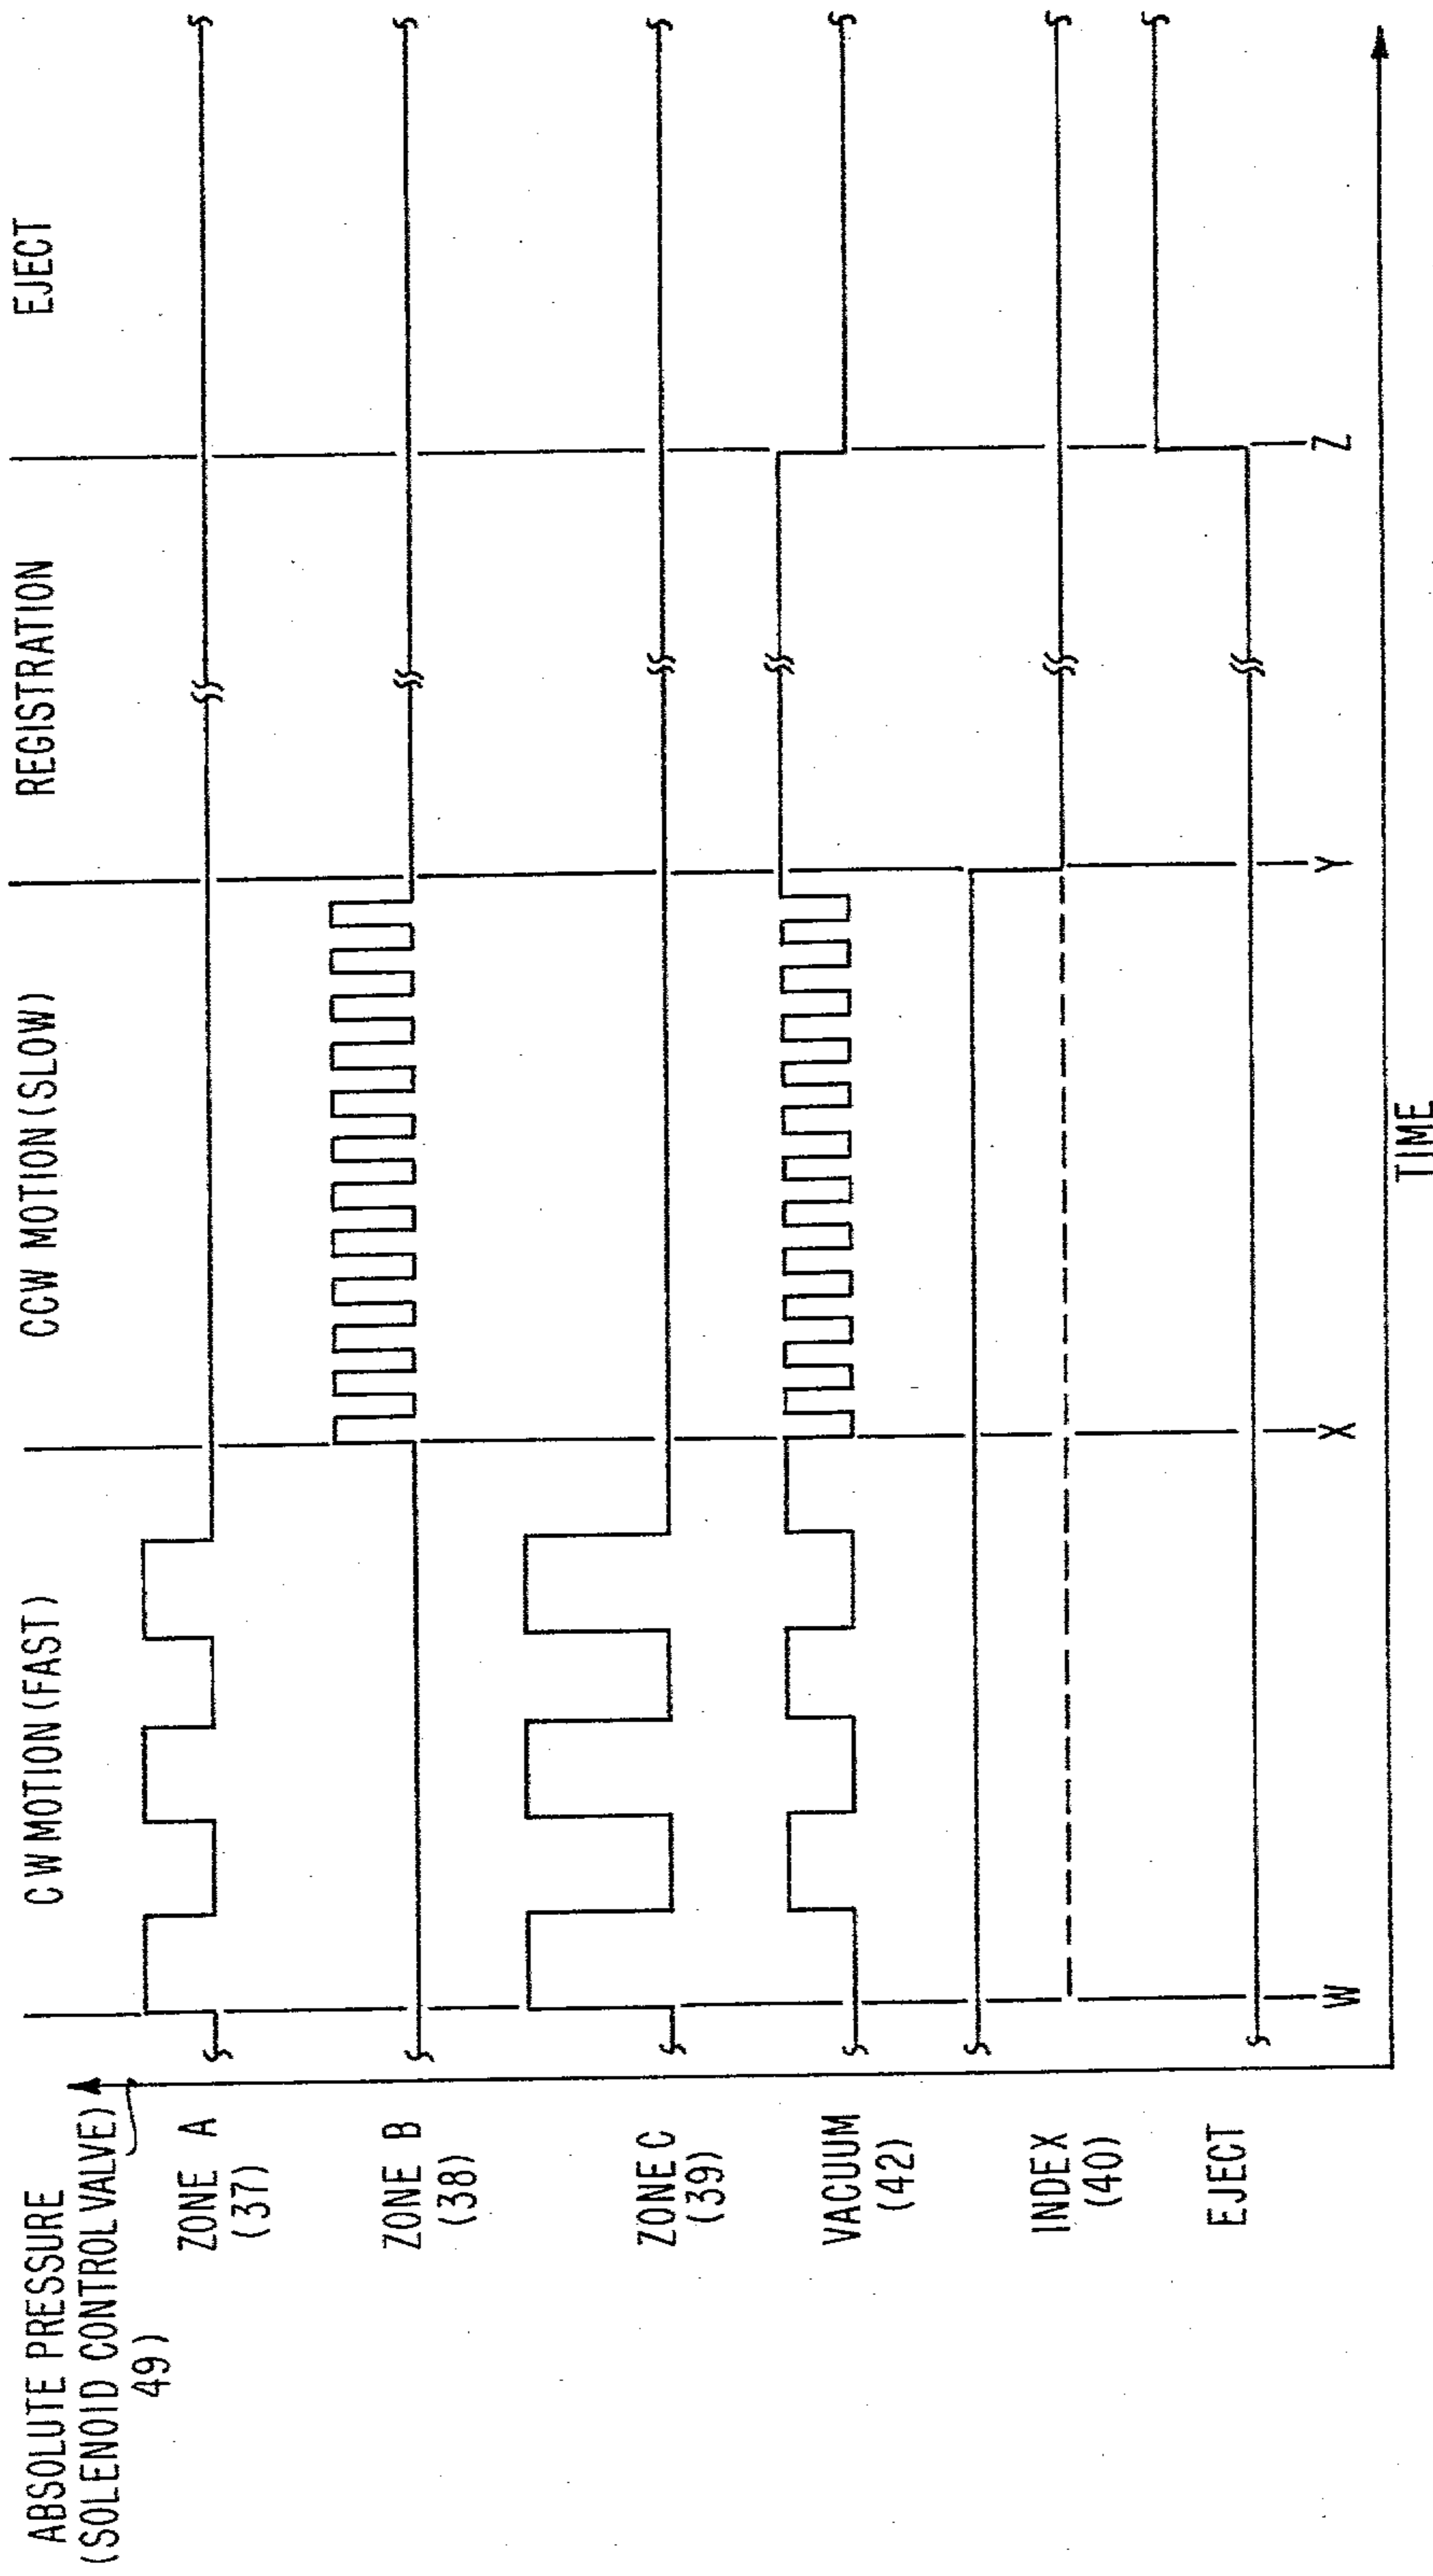 ABSOLUTE PRESSURE
(SOLENOID CONTROL VALVE)
49)
CW MOTION (FAST)
CCW MOTION (SLOW)
REGISTRATION
EJECT
ZONE A
(37)
ZONE B
(38)
ZONE C
(39)
VACUUM
(42)
INDEX
(40)
EJECT
W
X
Y
Z
TIME